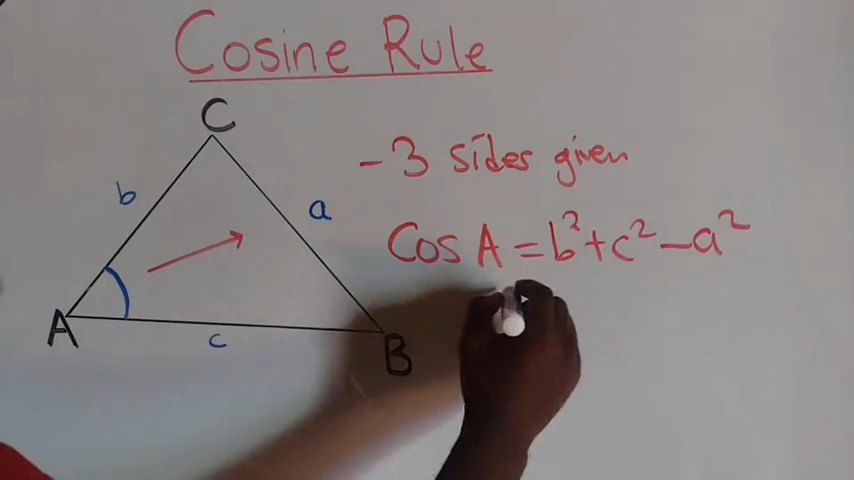 Cosine Rule
C
- 3 sides given
b
a
Cos A = b² + c² - a²
A
c
B